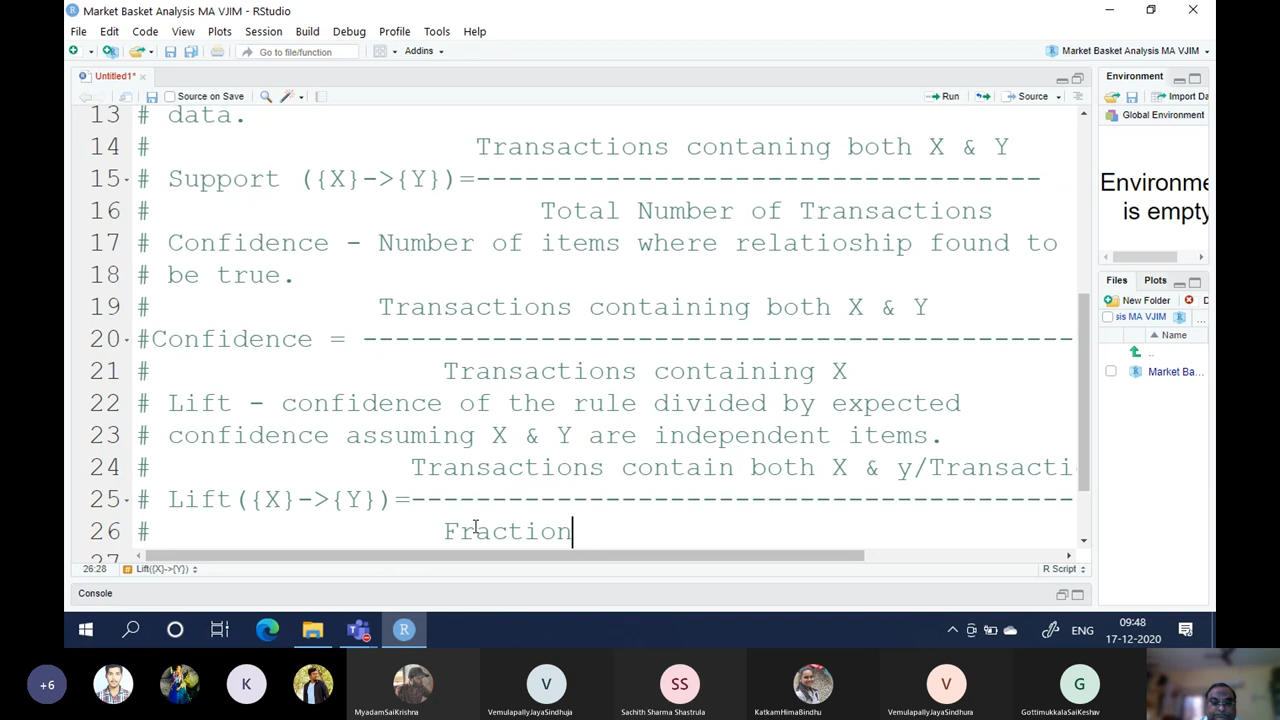 Market Basket Analysis MA VJIM - RStudio
File Edit Code View Plots Session Build Debug Profile Tools Help
Go to file/function Addins Market Basket Analysis MA VJIM
Untitled1* Environment
Source on Save Run Source Import Da
Global Environment
13 # data.
14 # Transactions contaning both X & Y
15 # Support ({X}->{Y})=-----------------------------------
16 # Total Number of Transactions
17 # Confidence - Number of items where relatioship found to
18 # be true.
19 # Transactions containing both X & Y
20 #Confidence = --------------------------------------------
21 # Transactions containing X
22 # Lift - confidence of the rule divided by expected
23 # confidence assuming X & Y are independent items.
24 # Transactions contain both X & y/Transacti
25 # Lift({X}->{Y})=-----------------------------------------
26 # Fraction
27
Environme
is empty
Files Plots
New Folder D
sis MA VJIM ...
Name
..
Market Ba...
26:28 Lift({X}->{Y}) R Script
Console
ENG 09:48
17-12-2020
+6 K V SS V G
MyadamSaiKrishna VemulapallyJayaSindhuja Sachith Sharma Shastrula KatkamHimaBindhu VemulapallyJayaSindhura GottimukkalaSaiKeshav